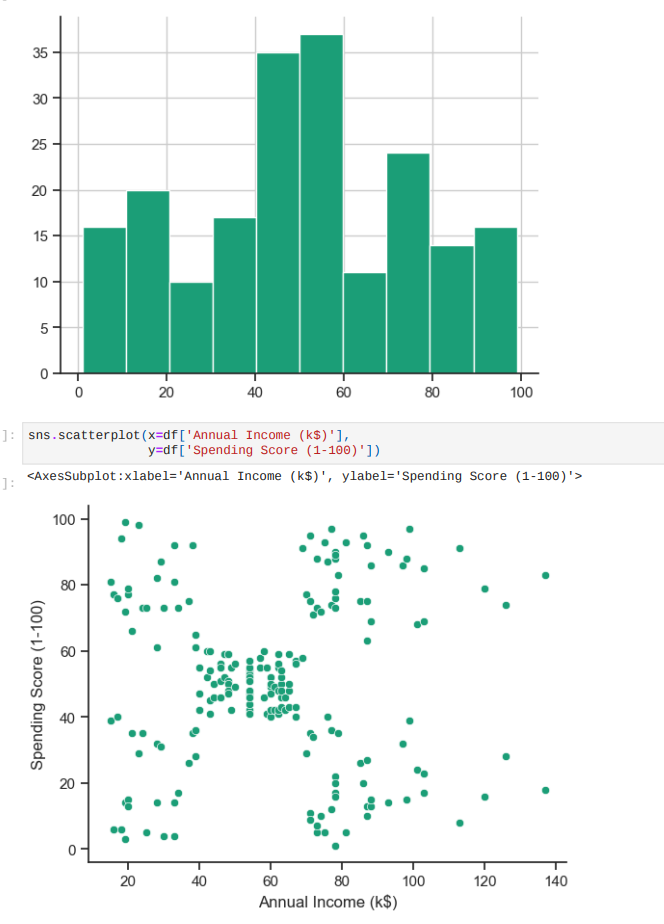 35
30
25
20
15
10
5
0
0 20 40 60 80 100
]: sns.scatterplot(x=df['Annual Income (k$)'],
y=df['Spending Score (1-100)'])
]: <AxesSubplot:xlabel='Annual Income (k$)', ylabel='Spending Score (1-100)'>
100
80
60
40
20
0
Spending Score (1-100)
20 40 60 80 100 120 140
Annual Income (k$)